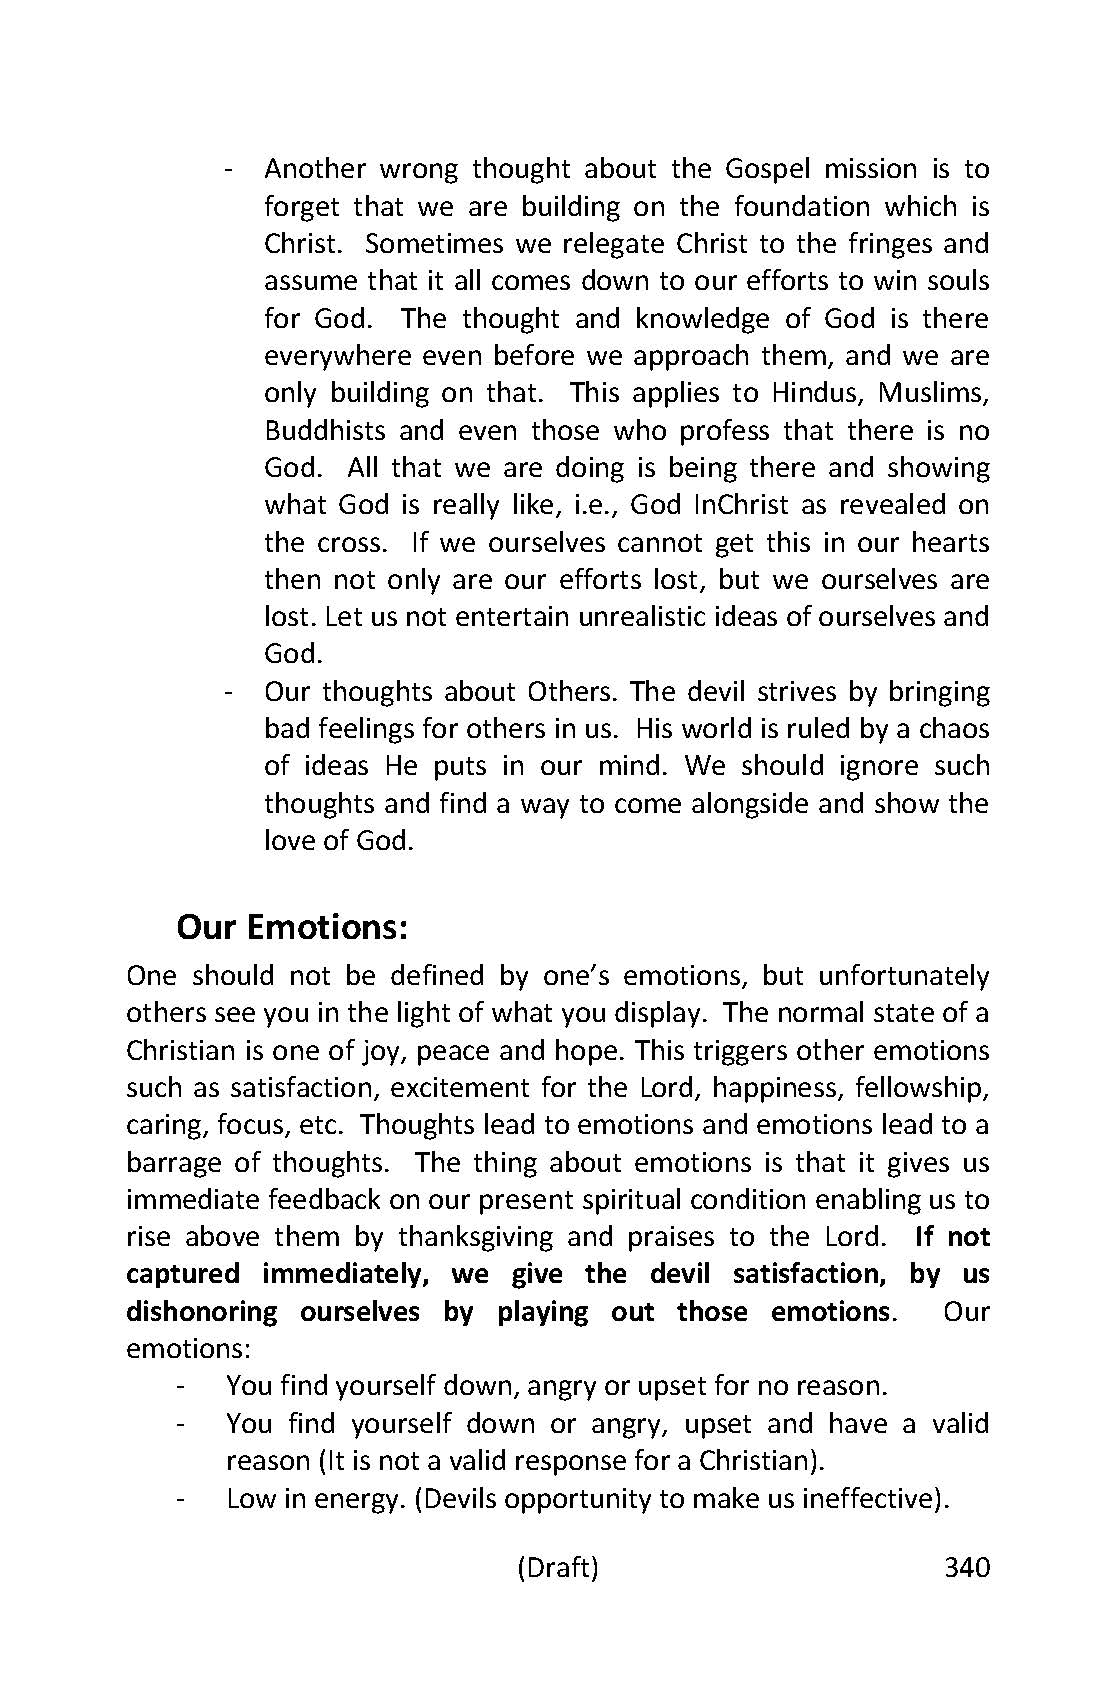 - Another wrong thought about the Gospel mission is to
forget that we are building on the foundation which is
Christ. Sometimes we relegate Christ to the fringes and
assume that it all comes down to our efforts to win souls
for God. The thought and knowledge of God is there
everywhere even before we approach them, and we are
only building on that. This applies to Hindus, Muslims,
Buddhists and even those who profess that there is no
God. All that we are doing is being there and showing
what God is really like, i.e., God InChrist as revealed on
the cross. If we ourselves cannot get this in our hearts
then not only are our efforts lost, but we ourselves are
lost. Let us not entertain unrealistic ideas of ourselves and
God.
- Our thoughts about Others. The devil strives by bringing
bad feelings for others in us. His world is ruled by a chaos
of ideas He puts in our mind. We should ignore such
thoughts and find a way to come alongside and show the
love of God.
Our Emotions:
One should not be defined by one’s emotions, but unfortunately
others see you in the light of what you display. The normal state of a
Christian is one of joy, peace and hope. This triggers other emotions
such as satisfaction, excitement for the Lord, happiness, fellowship,
caring, focus, etc. Thoughts lead to emotions and emotions lead to a
barrage of thoughts. The thing about emotions is that it gives us
immediate feedback on our present spiritual condition enabling us to
rise above them by thanksgiving and praises to the Lord. If not
captured immediately, we give the devil satisfaction, by us
dishonoring ourselves by playing out those emotions. Our
emotions:
- You find yourself down, angry or upset for no reason.
- You find yourself down or angry, upset and have a valid
reason (It is not a valid response for a Christian).
- Low in energy. (Devils opportunity to make us ineffective).
(Draft) 340